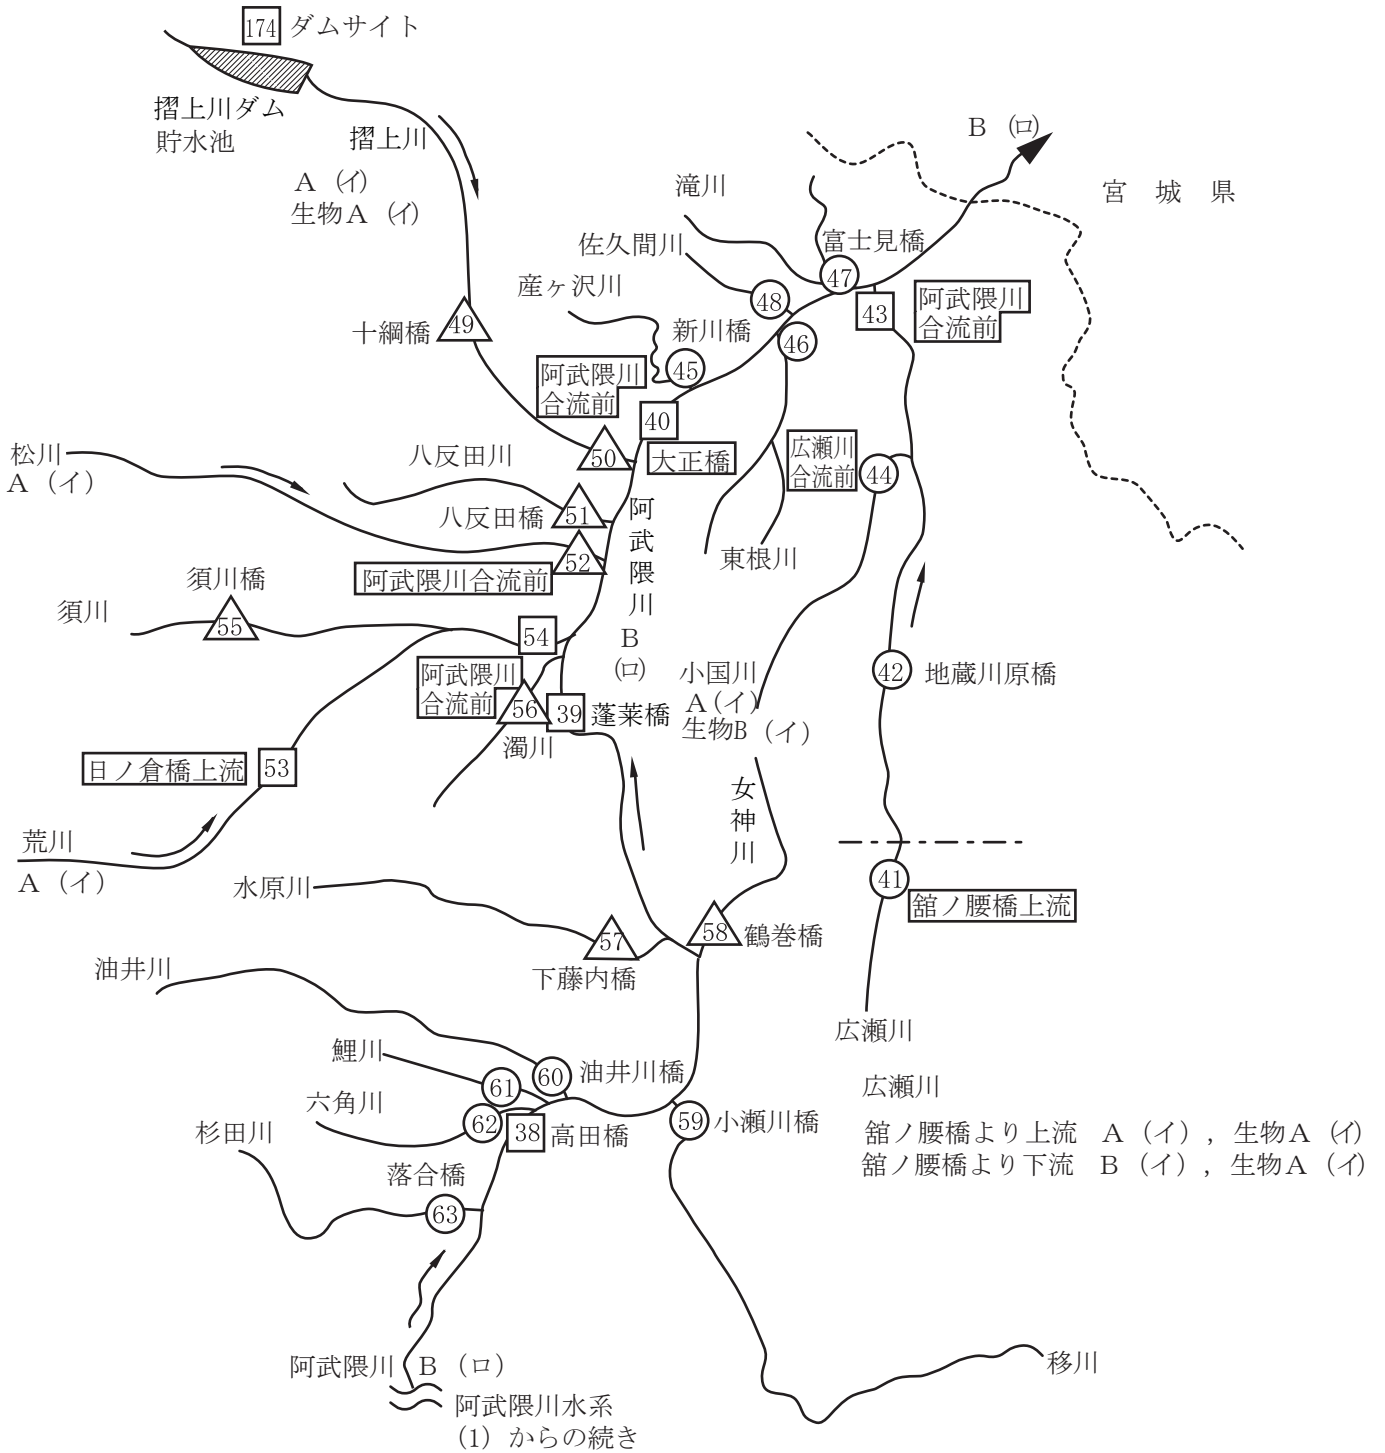 174 ダムサイト
摺上川ダム
貯水池
摺上川
A (イ)
生物A (イ)
B (ロ)
宮 城 県
滝川
佐久間川
富士見橋
産ヶ沢川
47
48
阿武隈川
合流前
43
十綱橋
49
新川橋
46
阿武隈川
合流前
45
40
松川
A (イ)
八反田川
50
大正橋
広瀬川
合流前
44
八反田橋
51
阿武隈川
B
(ロ)
52
阿武隈川合流前
東根川
須川橋
須川
55
54
阿武隈川
合流前
56
39
蓬莱橋
小国川
A(イ)
生物B (イ)
42
地蔵川原橋
濁川
日ノ倉橋上流
53
女神川
荒川
A (イ)
41
舘ノ腰橋上流
水原川
57
下藤内橋
58
鶴巻橋
油井川
広瀬川
鯉川
61
60
油井川橋
六角川
62
38
高田橋
59
小瀬川橋
杉田川
落合橋
63
広瀬川
舘ノ腰橋より上流 A (イ), 生物A (イ)
舘ノ腰橋より下流 B (イ), 生物A (イ)
阿武隈川
B (ロ)
移川
阿武隈川水系
(1) からの続き